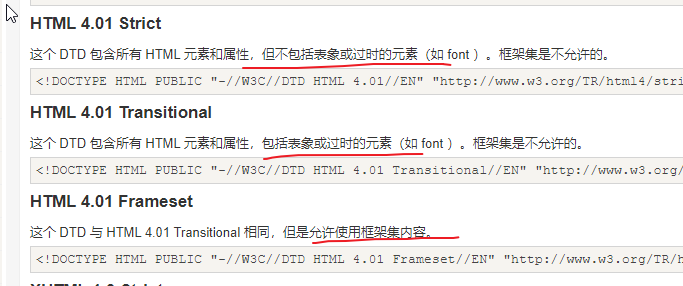 HTML 4.01 Strict
这个 DTD 包含所有 HTML 元素和属性，但不包括表象或过时的元素（如 font ）。框架集是不允许的。
<!DOCTYPE HTML PUBLIC "-//W3C//DTD HTML 4.01//EN" "http://www.w3.org/TR/html4/stri
HTML 4.01 Transitional
这个 DTD 包含所有 HTML 元素和属性，包括表象或过时的元素（如 font ）。框架集是不允许的。
<!DOCTYPE HTML PUBLIC "-//W3C//DTD HTML 4.01 Transitional//EN" "http://www.w3.org/
HTML 4.01 Frameset
这个 DTD 与 HTML 4.01 Transitional 相同，但是允许使用框架集内容。
<!DOCTYPE HTML PUBLIC "-//W3C//DTD HTML 4.01 Frameset//EN" "http://www.w3.org/TR/h